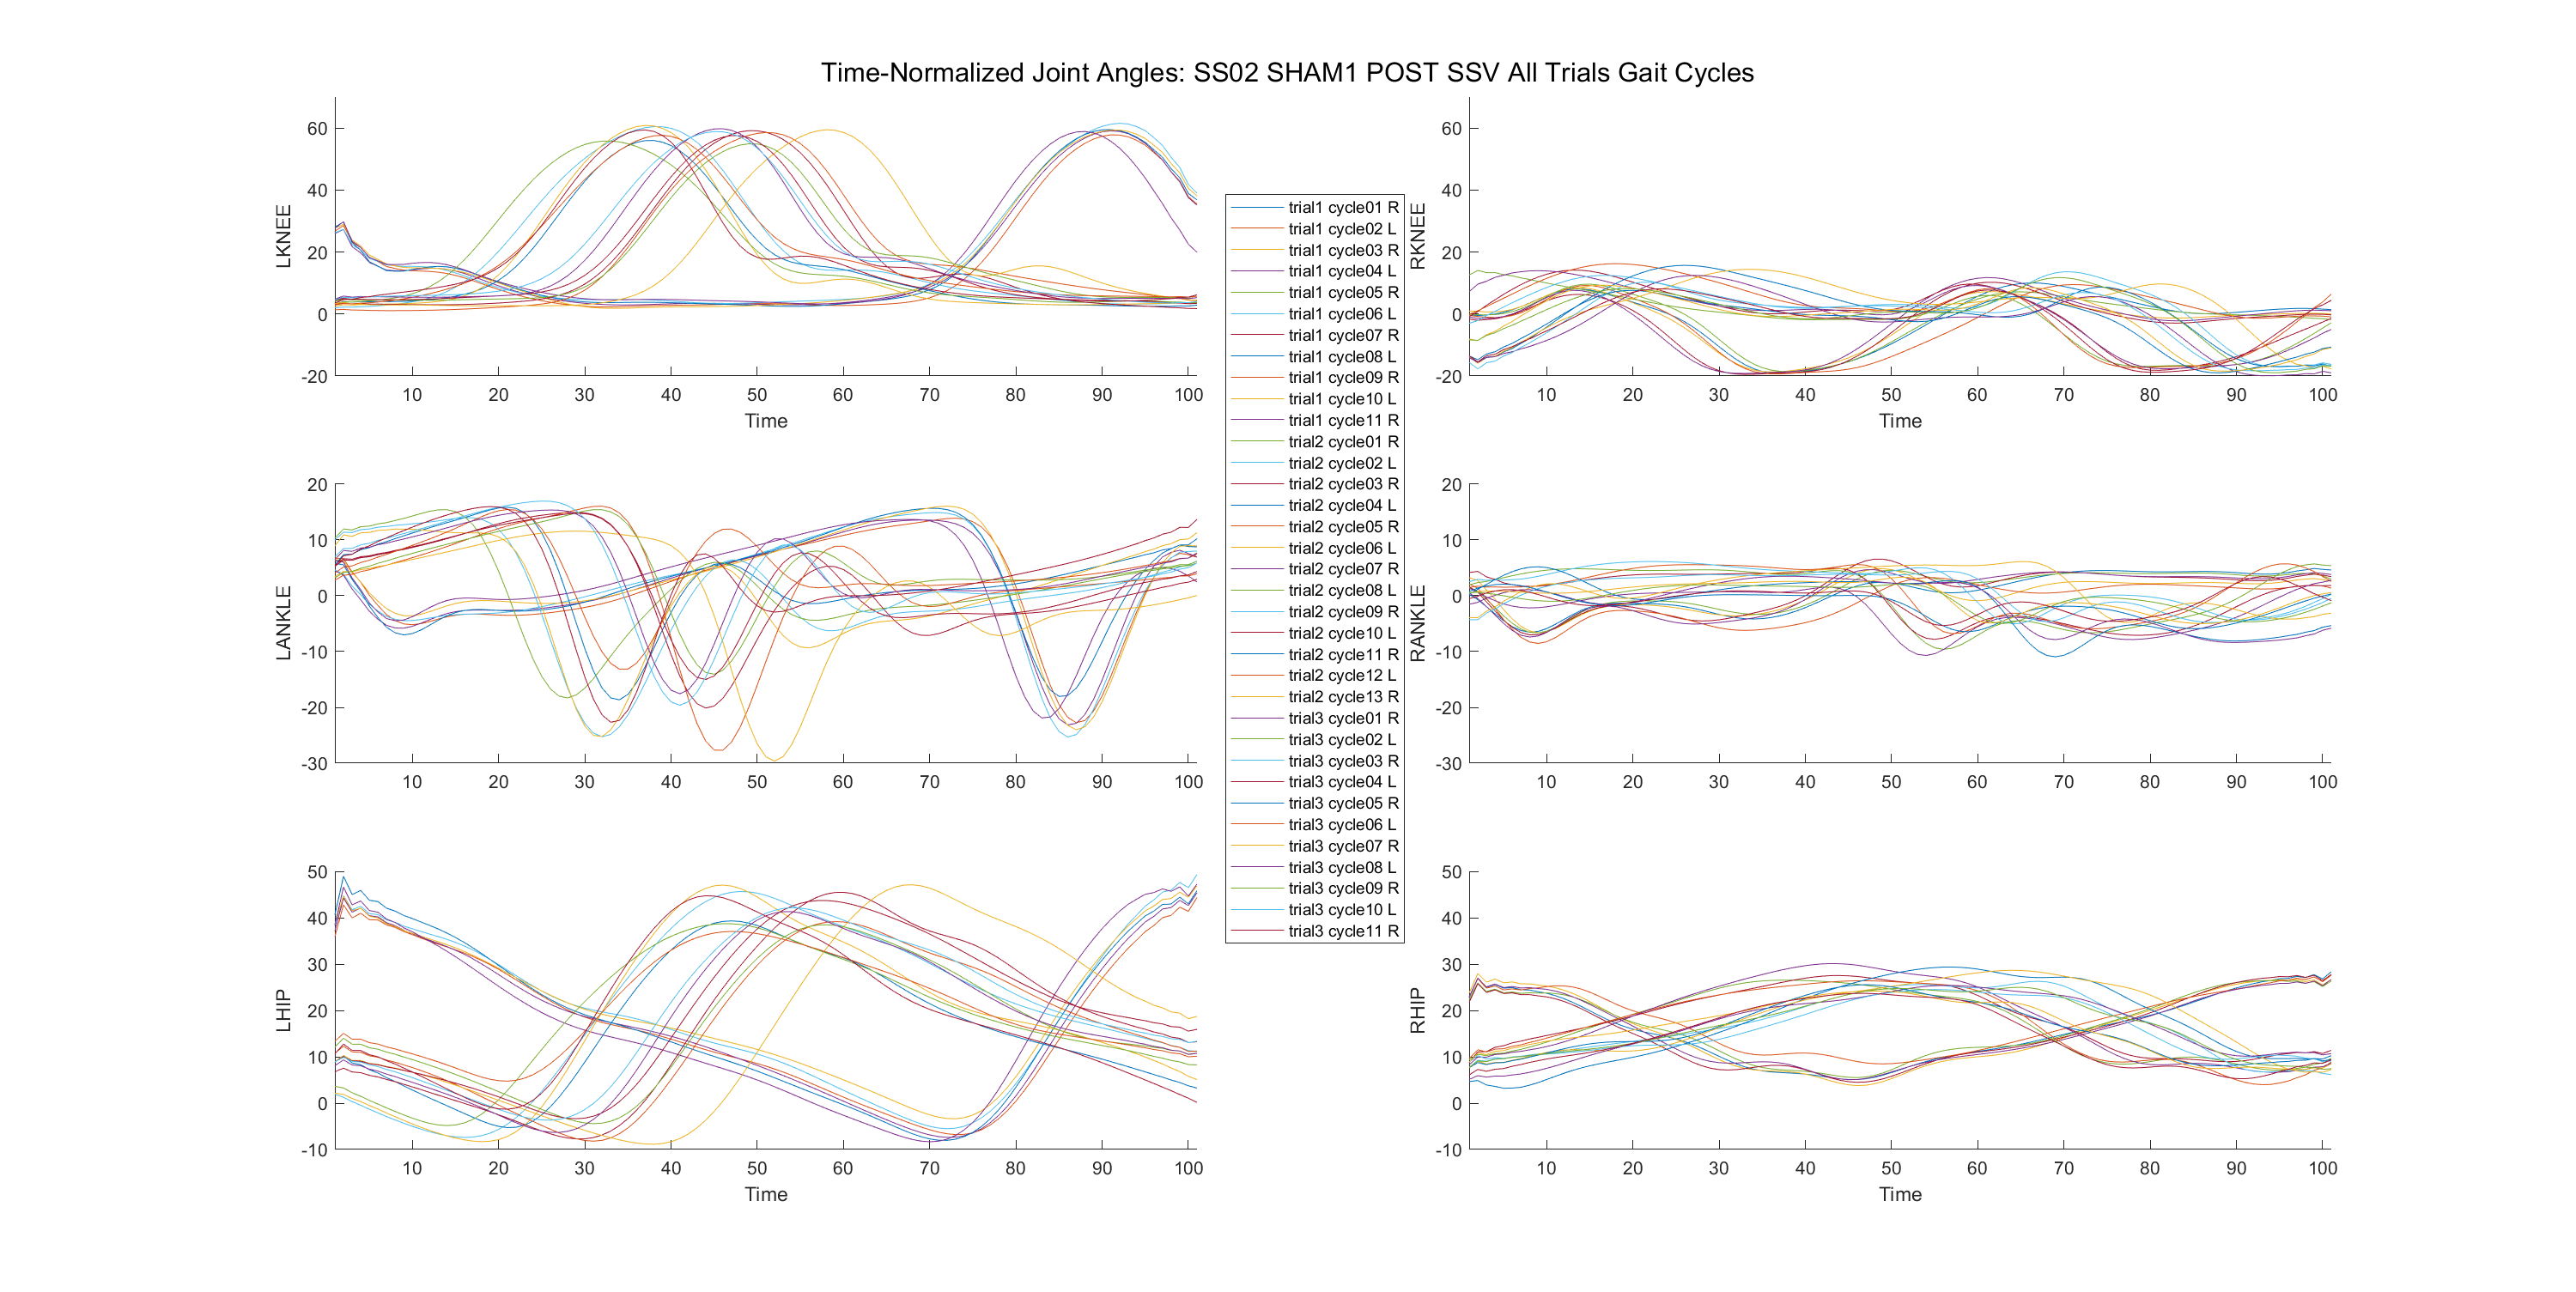 Time-Normalized Joint Angles: SS02 SHAM1 POST SSV All Trials Gait Cycles
LKNEE
60
40
20
0
-20
10 20 30 40 50 60 70 80 90 100
Time
RKNEE
60
40
20
0
-20
10 20 30 40 50 60 70 80 90 100
Time
trial1 cycle01 R
trial1 cycle02 L
trial1 cycle03 R
trial1 cycle04 L
trial1 cycle05 R
trial1 cycle06 L
trial1 cycle07 R
trial1 cycle08 L
trial1 cycle09 R
trial1 cycle10 L
trial1 cycle11 R
trial2 cycle01 R
trial2 cycle02 L
trial2 cycle03 R
trial2 cycle04 L
trial2 cycle05 R
trial2 cycle06 L
trial2 cycle07 R
trial2 cycle08 L
trial2 cycle09 R
trial2 cycle10 L
trial2 cycle11 R
trial2 cycle12 L
trial2 cycle13 R
trial3 cycle01 R
trial3 cycle02 L
trial3 cycle03 R
trial3 cycle04 L
trial3 cycle05 R
trial3 cycle06 L
trial3 cycle07 R
trial3 cycle08 L
trial3 cycle09 R
trial3 cycle10 L
trial3 cycle11 R
LANKLE
20
10
0
-10
-20
-30
10 20 30 40 50 60 70 80 90 100
RANKLE
20
10
0
-10
-20
-30
10 20 30 40 50 60 70 80 90 100
LHIP
50
40
30
20
10
0
-10
10 20 30 40 50 60 70 80 90 100
Time
RHIP
50
40
30
20
10
0
-10
10 20 30 40 50 60 70 80 90 100
Time